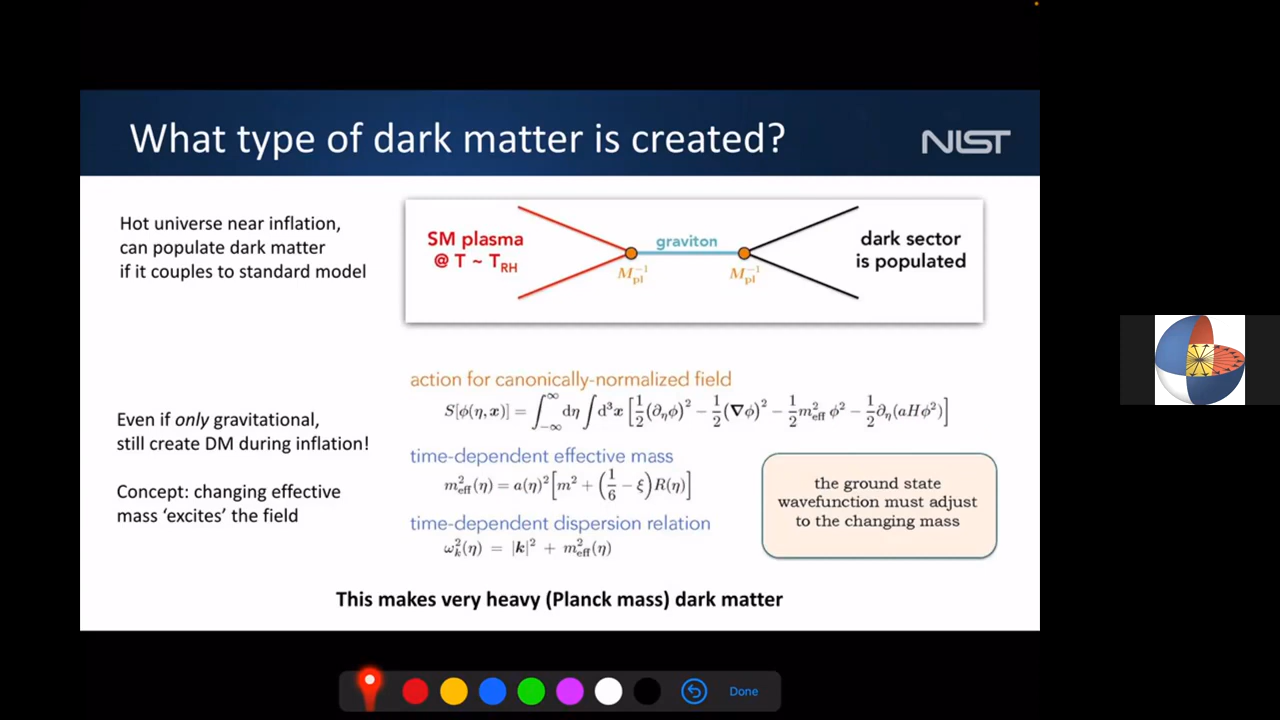 What type of dark matter is created?
NIST
Hot universe near inflation,
can populate dark matter
if it couples to standard model
SM plasma
@ T ~ T_RH
graviton
M_pl^{-1}
M_pl^{-1}
dark sector
is populated
action for canonically-normalized field
S[ϕ(η, x)] = ∫_{-∞}^{∞} dη ∫ d³x [ 1/2 (∂_η ϕ)² − 1/2 (∇ϕ)² − 1/2 m²_eff ϕ² − 1/2 ∂_η (aHϕ²) ]
Even if only gravitational,
still create DM during inflation!
time-dependent effective mass
m²_eff(η) = a(η)² [ m² + ( 1/6 − ξ ) R(η) ]
Concept: changing effective
mass ‘excites’ the field
time-dependent dispersion relation
ω²_k(η) = |k|² + m²_eff(η)
the ground state
wavefunction must adjust
to the changing mass
This makes very heavy (Planck mass) dark matter
Done